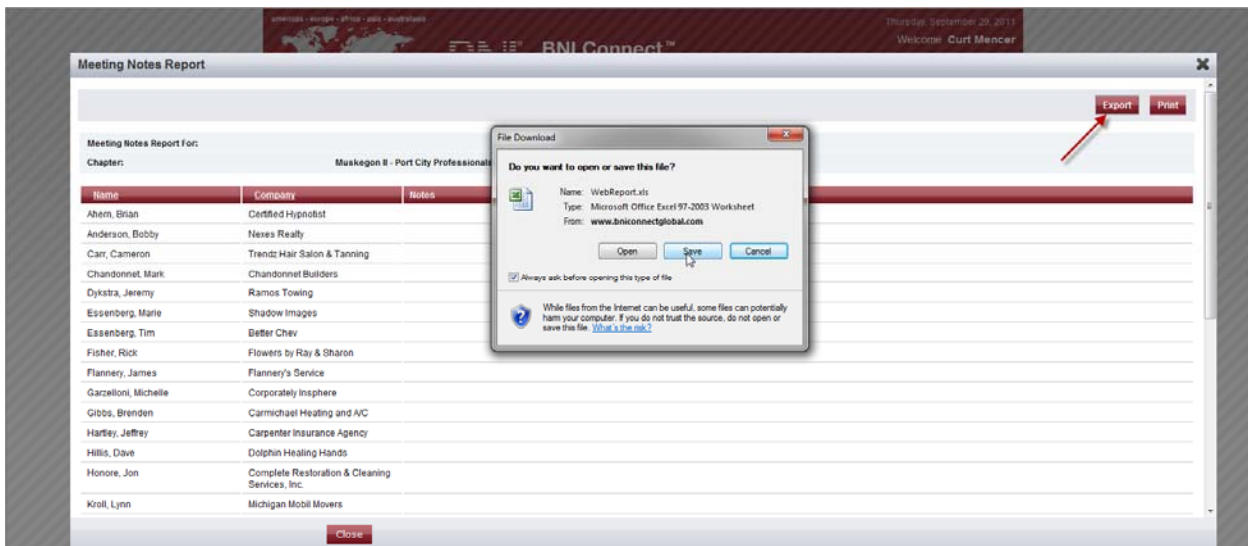 americas - europe - africa - asia - australasia
Thursday, September 29, 2011
Welcome Curt Mencer
BNI Connect™
Meeting Notes Report
Export Print
Meeting Notes Report For:
Chapter: Muskegon II - Port City Professionals
Name Company Notes
Ahern, Brian Certified Hypnotist
Anderson, Bobby Nexes Realty
Carr, Cameron Trendz Hair Salon & Tanning
Chandonnet, Mark Chandonnet Builders
Dykstra, Jeremy Ramos Towing
Essenberg, Marie Shadow Images
Essenberg, Tim Better Chev
Fisher, Rick Flowers by Ray & Sharon
Flannery, James Flannery's Service
Garzelloni, Michelle Corporately Insphere
Gibbs, Brenden Carmichael Heating and A/C
Hartley, Jeffrey Carpenter Insurance Agency
Hillis, Dave Dolphin Healing Hands
Honore, Jon Complete Restoration & Cleaning
Services, Inc.
Kroll, Lynn Michigan Mobil Movers
Close
File Download
Do you want to open or save this file?
Name: WebReport.xls
Type: Microsoft Office Excel 97-2003 Worksheet
From: www.bniconnectglobal.com
Open Save Cancel
Always ask before opening this type of file
While files from the Internet can be useful, some files can potentially
harm your computer. If you do not trust the source, do not open or
save this file. What's the risk?